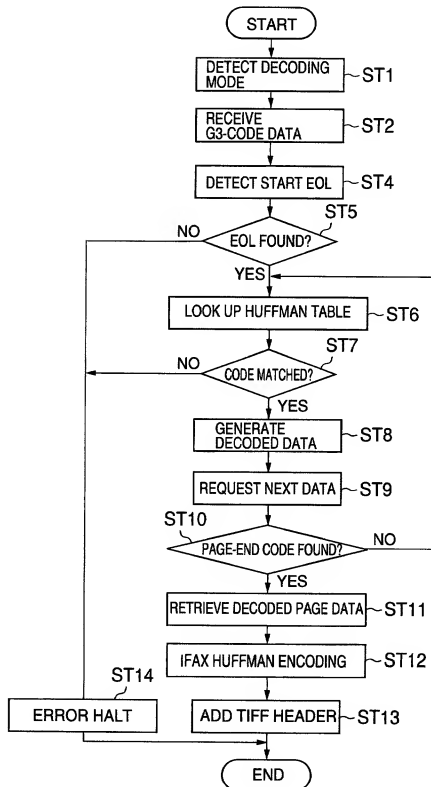 START
DETECT DECODING
MODE
ST1
RECEIVE
G3-CODE DATA
ST2
DETECT START EOL
ST4
ST5
NO
EOL FOUND?
YES
LOOK UP HUFFMAN TABLE
ST6
ST7
NO
CODE MATCHED?
YES
GENERATE
DECODED DATA
ST8
REQUEST NEXT DATA
ST9
ST10
PAGE-END CODE FOUND?
NO
YES
RETRIEVE DECODED PAGE DATA
ST11
IFAX HUFFMAN ENCODING
ST12
ST14
ERROR HALT
ADD TIFF HEADER
ST13
END